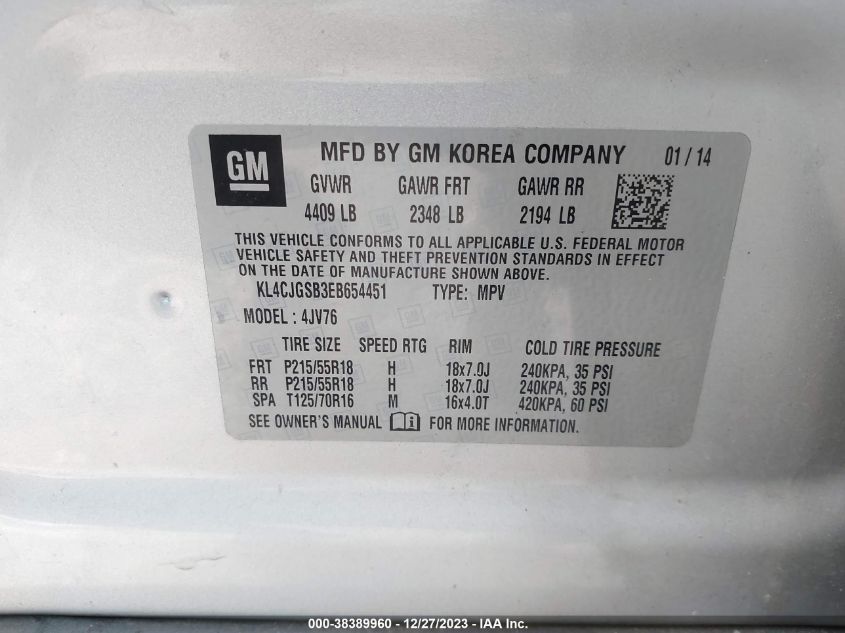 GM
MFD BY GM KOREA COMPANY 01/14
GVWR GAWR FRT GAWR RR
4409 LB 2348 LB 2194 LB
THIS VEHICLE CONFORMS TO ALL APPLICABLE U.S. FEDERAL MOTOR
VEHICLE SAFETY AND THEFT PREVENTION STANDARDS IN EFFECT
ON THE DATE OF MANUFACTURE SHOWN ABOVE.
KL4CJGSB3EB654451 TYPE: MPV
MODEL : 4JV76
TIRE SIZE SPEED RTG RIM COLD TIRE PRESSURE
FRT P215/55R18 H 18x7.0J 240KPA, 35 PSI
RR P215/55R18 H 18x7.0J 240KPA, 35 PSI
SPA T125/70R16 M 16x4.0T 420KPA, 60 PSI
SEE OWNER'S MANUAL FOR MORE INFORMATION.
000-38389960 - 12/27/2023 - IAA Inc.